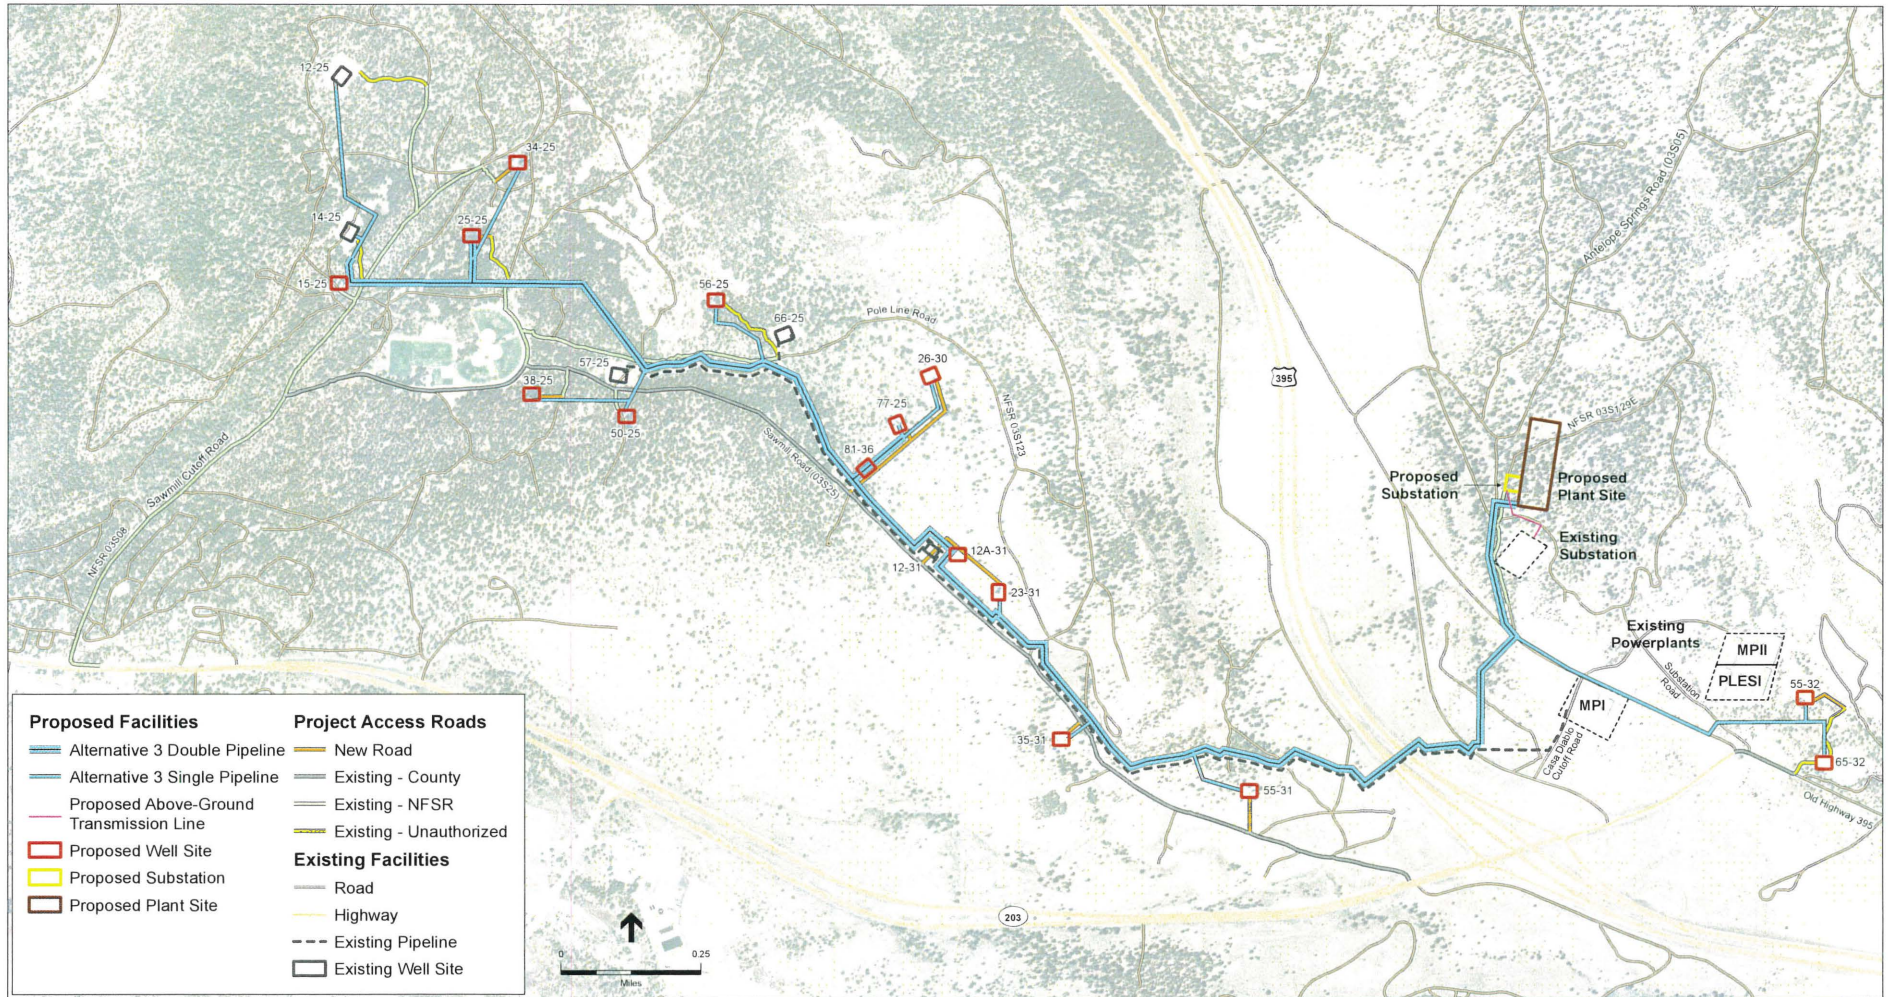 12-25
34-25
14-25
25-25
15-25
56-25
66-25
Pole Line Road
57-25
26-30
38-25
77-25
50-25
81-36
NFSR 03S123
Sawmill Cutoff Road
NFSR 03S08
Sawmill Road (03S25)
395
Antelope Springs Road (03S05)
NFSR 03S129E
Proposed
Substation
Proposed
Plant Site
Existing
Substation
12-31
12A-31
23-31
Existing
Powerplants
MPII
PLESI
Substation
Road
MPI
55-32
Casa Diablo
Cutoff Road
65-32
Old Highway 395
35-31
55-31
203
Proposed Facilities
Alternative 3 Double Pipeline
Alternative 3 Single Pipeline
Proposed Above-Ground
Transmission Line
Proposed Well Site
Proposed Substation
Proposed Plant Site
Project Access Roads
New Road
Existing - County
Existing - NFSR
Existing - Unauthorized
Existing Facilities
Road
Highway
Existing Pipeline
Existing Well Site
0
0.25
Miles